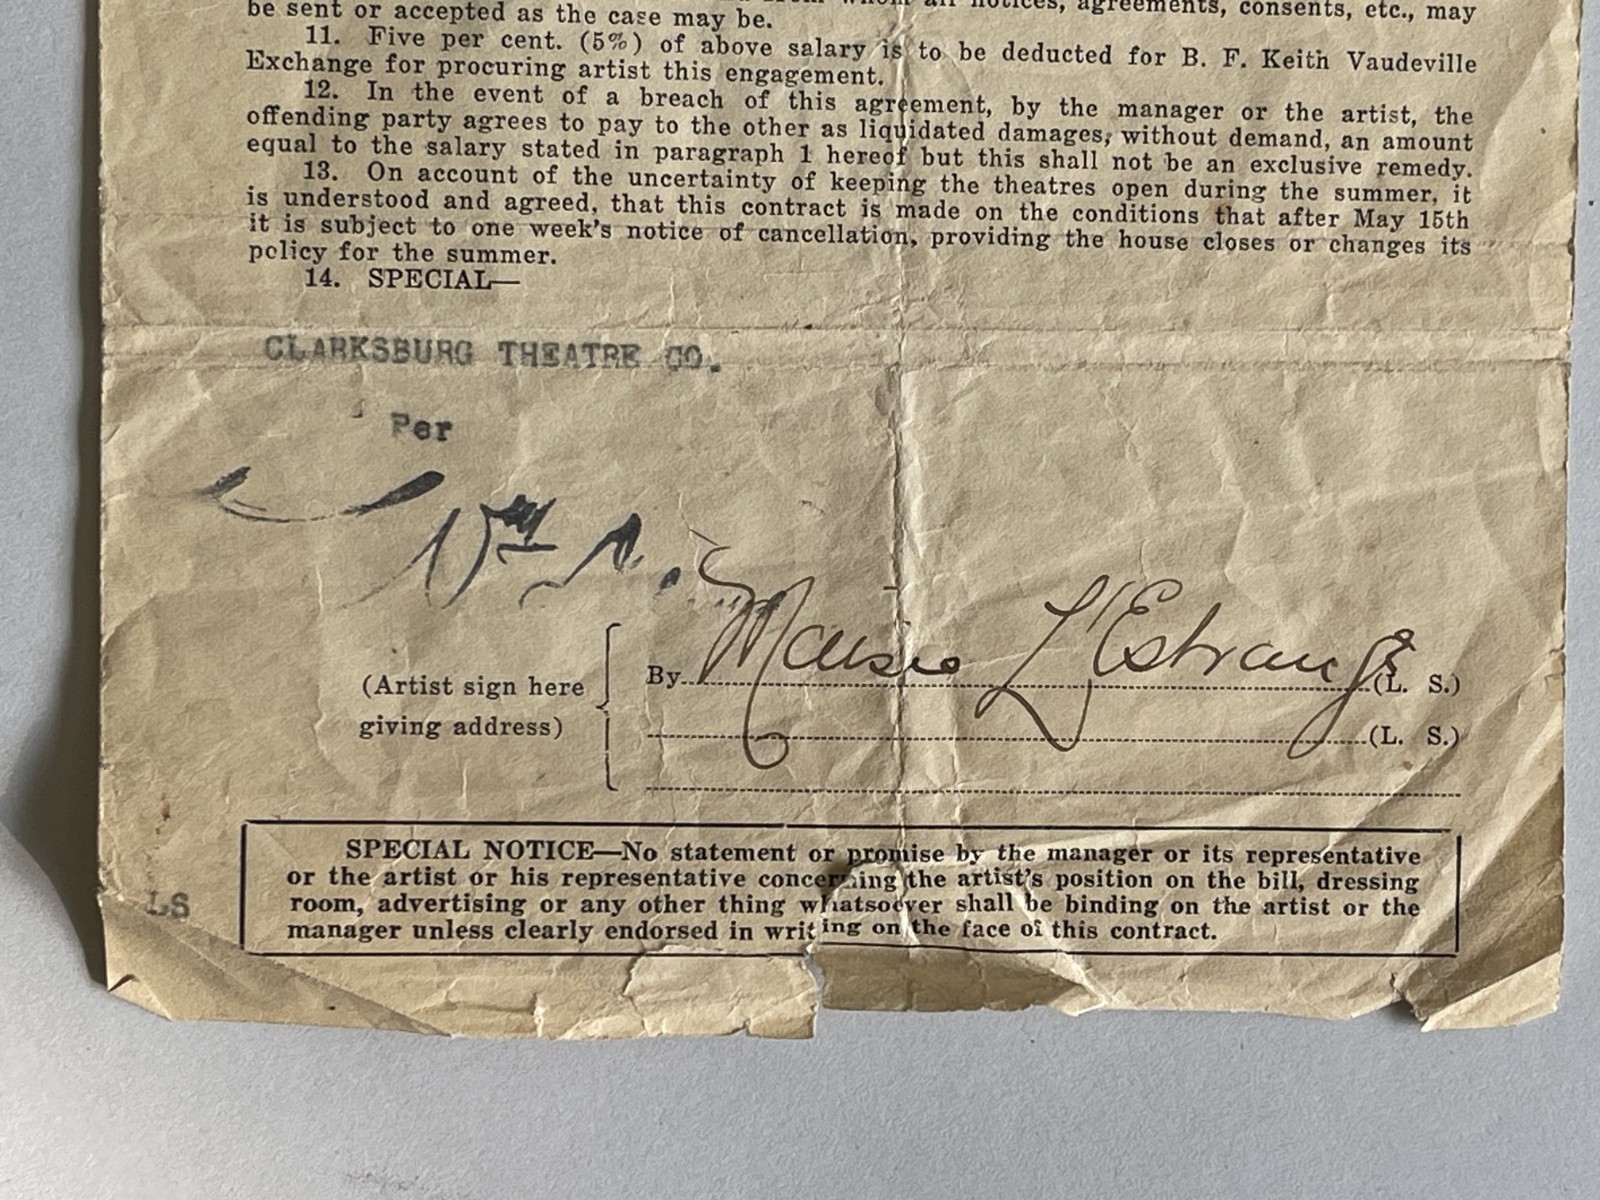 from whom all notices, agreements, consents, etc., may
be sent or accepted as the case may be.
11. Five per cent. (5%) of above salary is to be deducted for B. F. Keith Vaudeville
Exchange for procuring artist this engagement.
12. In the event of a breach of this agreement, by the manager or the artist, the
offending party agrees to pay to the other as liquidated damages, without demand, an amount
equal to the salary stated in paragraph 1 hereof but this shall not be an exclusive remedy.
13. On account of the uncertainty of keeping the theatres open during the summer, it
is understood and agreed, that this contract is made on the conditions that after May 15th
it is subject to one week's notice of cancellation, providing the house closes or changes its
policy for the summer.
14. SPECIAL—
CLARKSBURG THEATRE CO.
Per
By Maisie L'Estrange (L. S.)
(Artist sign here
giving address)
(L. S.)
SPECIAL NOTICE—No statement or promise by the manager or its representative
or the artist or his representative concerning the artist's position on the bill, dressing
room, advertising or any other thing whatsoever shall be binding on the artist or the
manager unless clearly endorsed in writing on the face of this contract.
LS